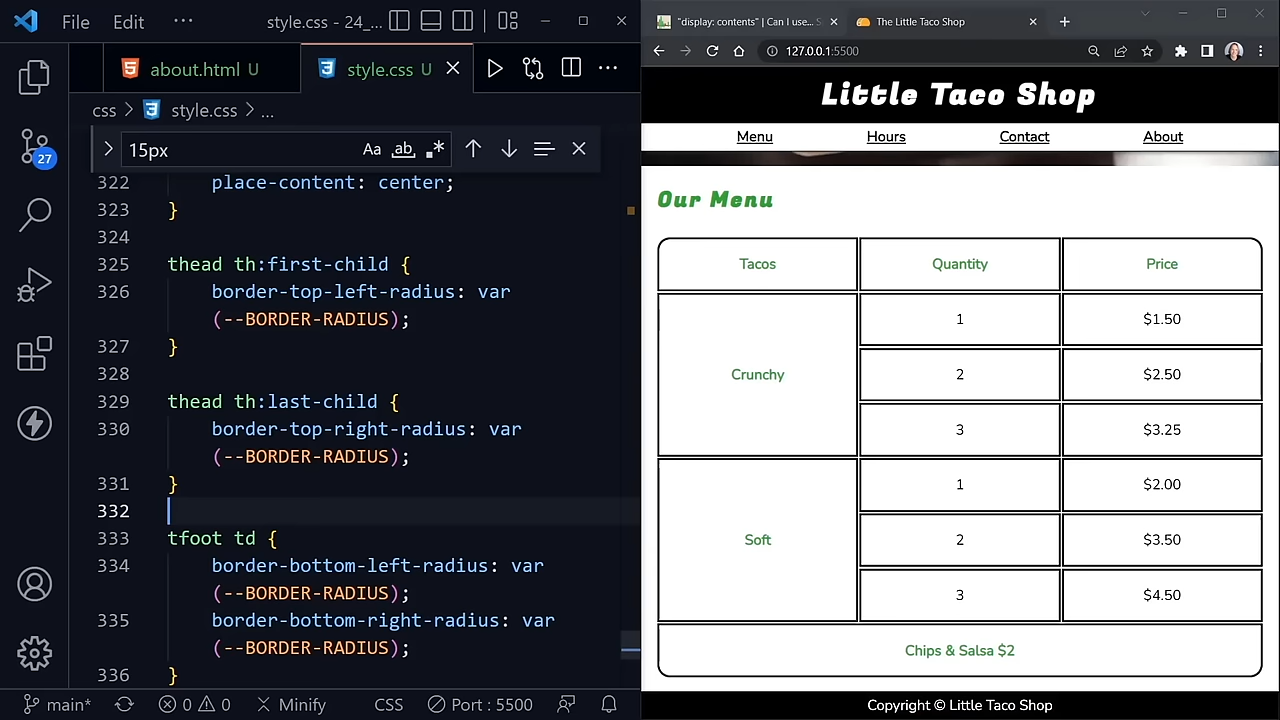 File Edit ··· style.css - 24_...
about.html U style.css U
css > style.css > ...
15px Aa ab .*
322 place-content: center;
323 }
324
325 thead th:first-child {
326 border-top-left-radius: var
(--BORDER-RADIUS);
327 }
328
329 thead th:last-child {
330 border-top-right-radius: var
(--BORDER-RADIUS);
331 }
332
333 tfoot td {
334 border-bottom-left-radius: var
(--BORDER-RADIUS);
335 border-bottom-right-radius: var
(--BORDER-RADIUS);
336 }
27
main* 0 0 Minify CSS Port : 5500
"display: contents" | Can I use... The Little Taco Shop
127.0.0.1:5500
Little Taco Shop
Menu Hours Contact About
Our Menu
Tacos Quantity Price
Crunchy
1 $1.50
2 $2.50
3 $3.25
Soft
1 $2.00
2 $3.50
3 $4.50
Chips & Salsa $2
Copyright © Little Taco Shop